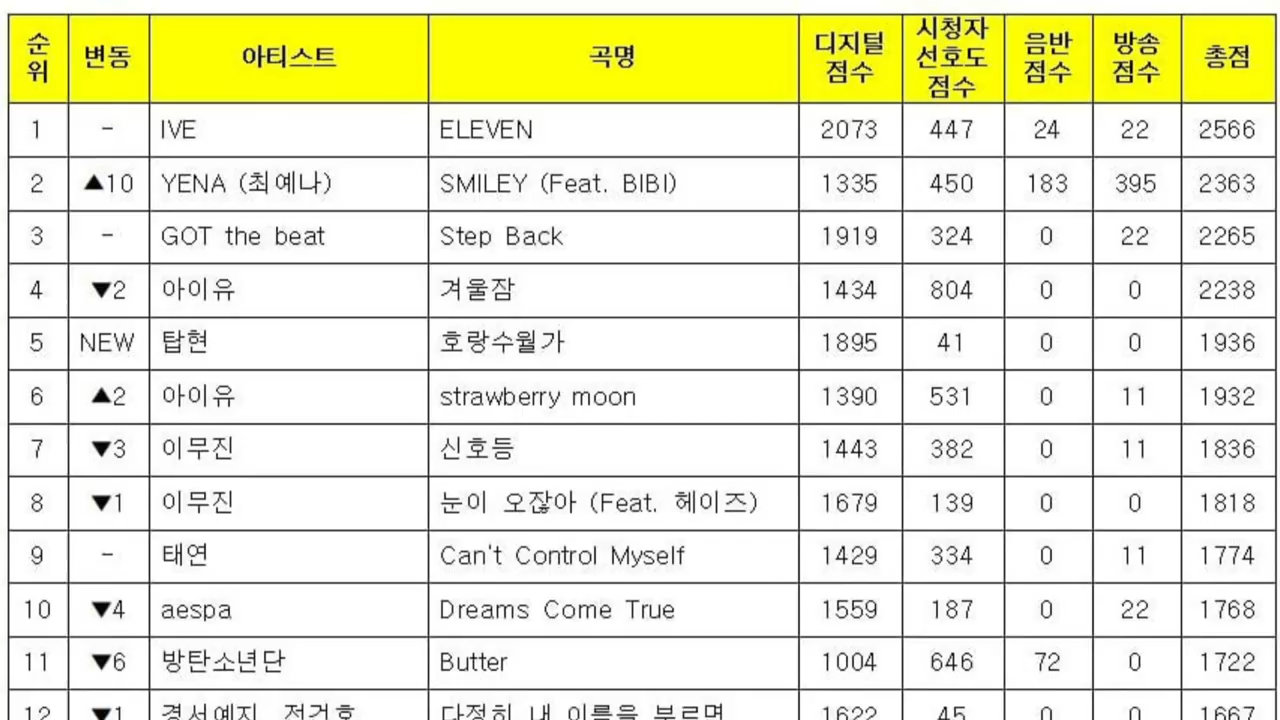 순위 변동 아티스트 곡명 디지털 점수 시청자 선호도 점수 음반 점수 방송 점수 총점
1 - IVE ELEVEN 2073 447 24 22 2566
2 ▲10 YENA (최예나) SMILEY (Feat. BIBI) 1335 450 183 395 2363
3 - GOT the beat Step Back 1919 324 0 22 2265
4 ▼2 아이유 겨울잠 1434 804 0 0 2238
5 NEW 탑현 호랑수월가 1895 41 0 0 1936
6 ▲2 아이유 strawberry moon 1390 531 0 11 1932
7 ▼3 이무진 신호등 1443 382 0 11 1836
8 ▼1 이무진 눈이 오잖아 (Feat. 헤이즈) 1679 139 0 0 1818
9 - 태연 Can't Control Myself 1429 334 0 11 1774
10 ▼4 aespa Dreams Come True 1559 187 0 22 1768
11 ▼6 방탄소년단 Butter 1004 646 72 0 1722
12 ▼1 경서예지, 전건호 다정히 내 이름을 부르면 1622 45 0 0 1667